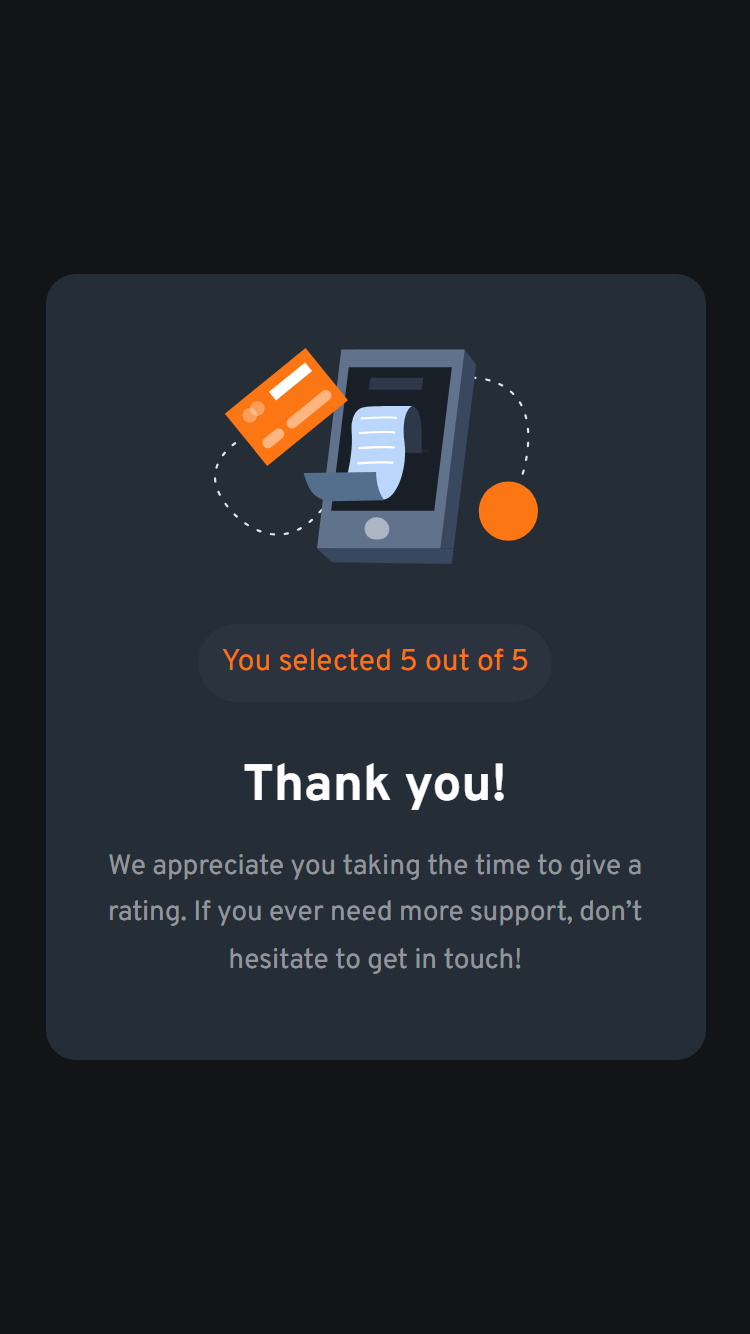 You selected 5 out of 5
Thank you!
We appreciate you taking the time to give a
rating. If you ever need more support, don’t
hesitate to get in touch!